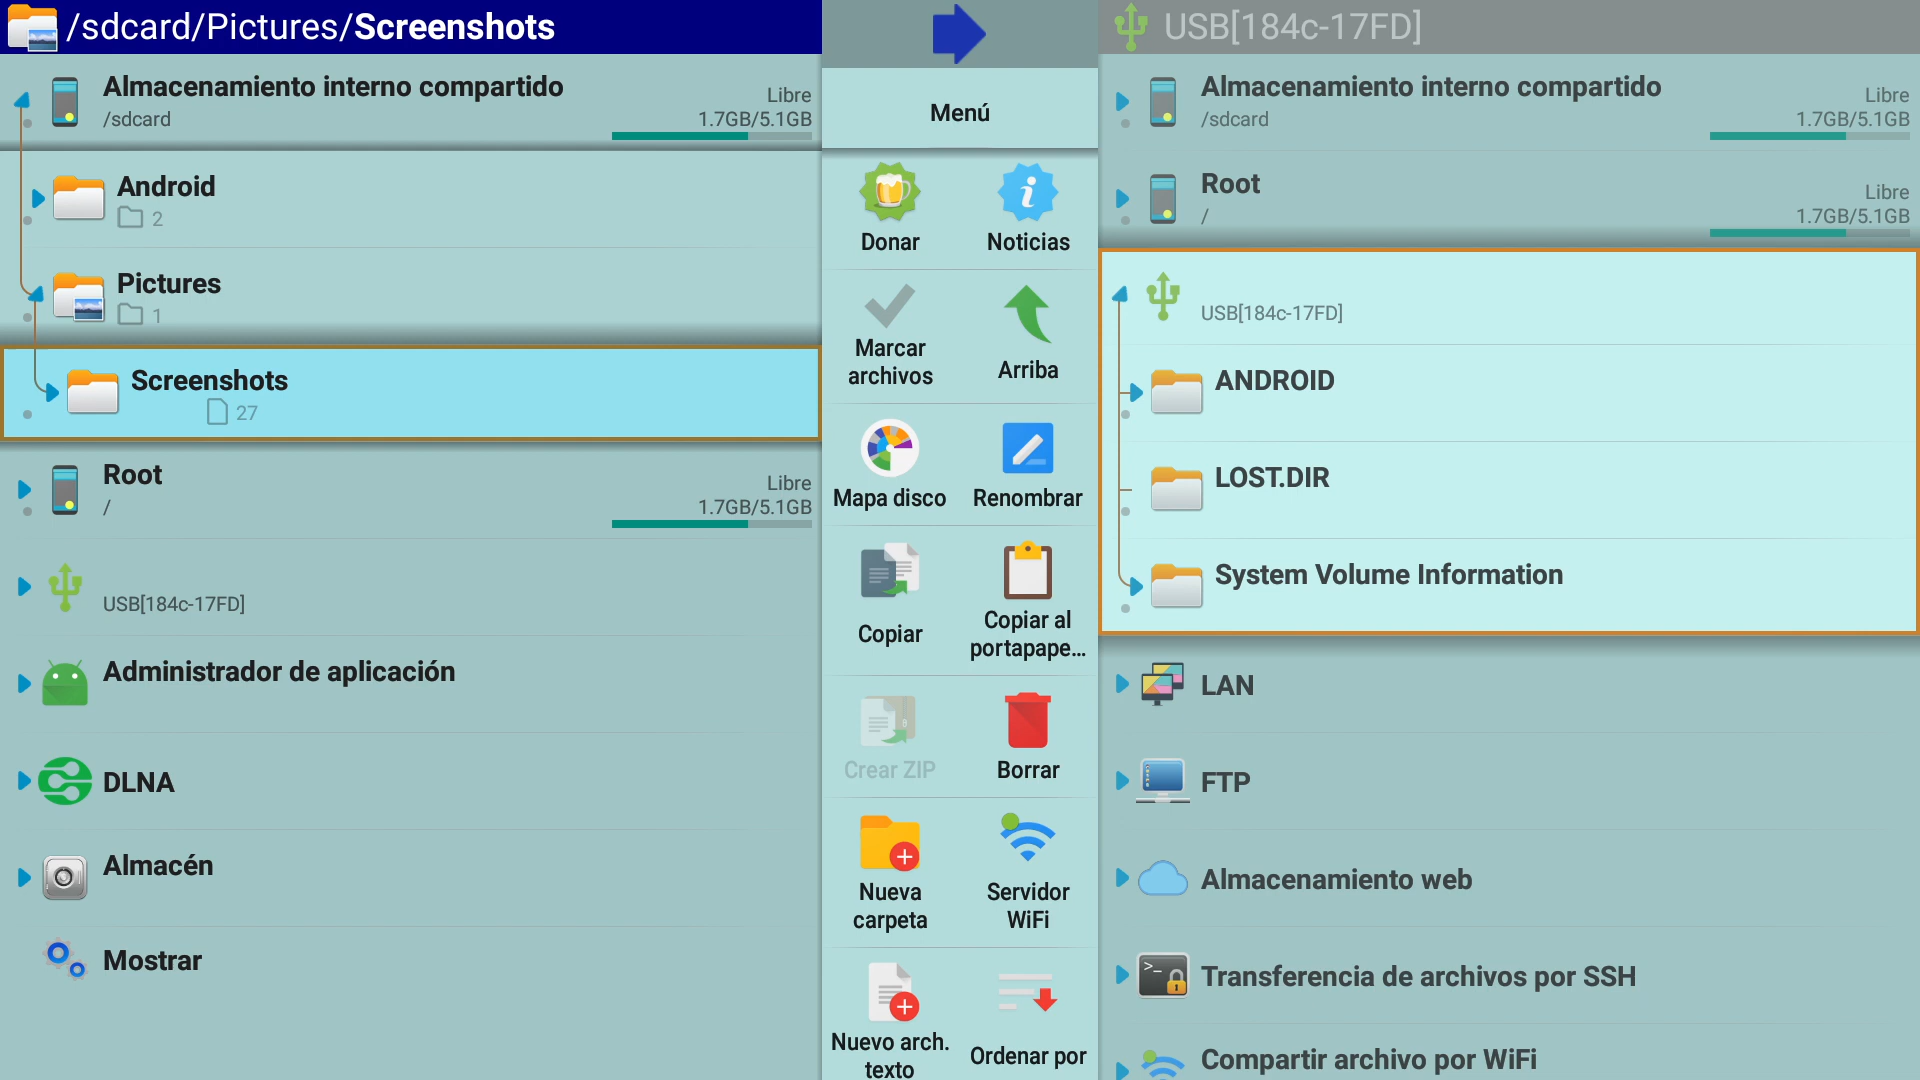 /sdcard/Pictures/Screenshots
Almacenamiento interno compartido
/sdcard
Libre
1.7GB/5.1GB
Android
2
Pictures
1
Screenshots
27
Root
/
Libre
1.7GB/5.1GB
USB[184c-17FD]
Administrador de aplicación
DLNA
Almacén
Mostrar
Menú
Donar
Noticias
Marcar
archivos
Arriba
Mapa disco
Renombrar
Copiar
Copiar al
portapape...
Crear ZIP
Borrar
Nueva
carpeta
Servidor
WiFi
Nuevo arch.
texto
Ordenar por
USB[184c-17FD]
Almacenamiento interno compartido
/sdcard
Libre
1.7GB/5.1GB
Root
/
Libre
1.7GB/5.1GB
USB[184c-17FD]
ANDROID
LOST.DIR
System Volume Information
LAN
FTP
Almacenamiento web
Transferencia de archivos por SSH
Compartir archivo por WiFi